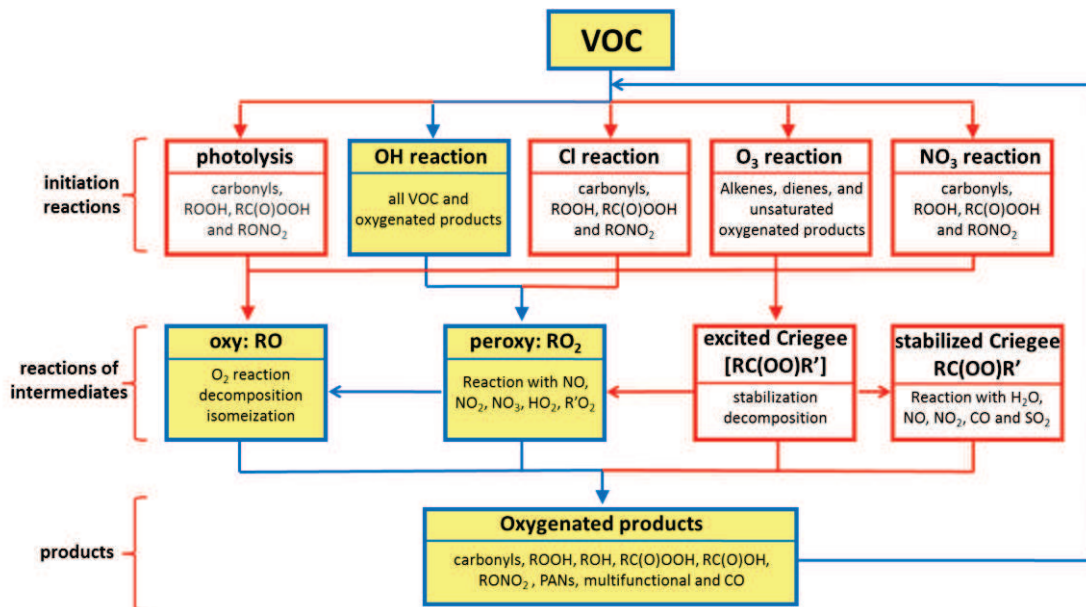 VOC
initiation
reactions
photolysis
carbonyls,
ROOH, RC(O)OOH
and RONO₂
OH reaction
all VOC and
oxygenated products
Cl reaction
carbonyls,
ROOH, RC(O)OOH
and RONO₂
O₃ reaction
Alkenes, dienes, and
unsaturated
oxygenated products
NO₃ reaction
carbonyls,
ROOH, RC(O)OOH
and RONO₂
reactions of
intermediates
oxy: RO
O₂ reaction
decomposition
isomeization
peroxy: RO₂
Reaction with NO,
NO₂, NO₃, HO₂, R'O₂
excited Criegee
[RC(OO)R']
stabilization
decomposition
stabilized Criegee
RC(OO)R'
Reaction with H₂O,
NO, NO₂, CO and SO₂
products
Oxygenated products
carbonyls, ROOH, ROH, RC(O)OOH, RC(O)OH,
RONO₂ , PANs, multifunctional and CO